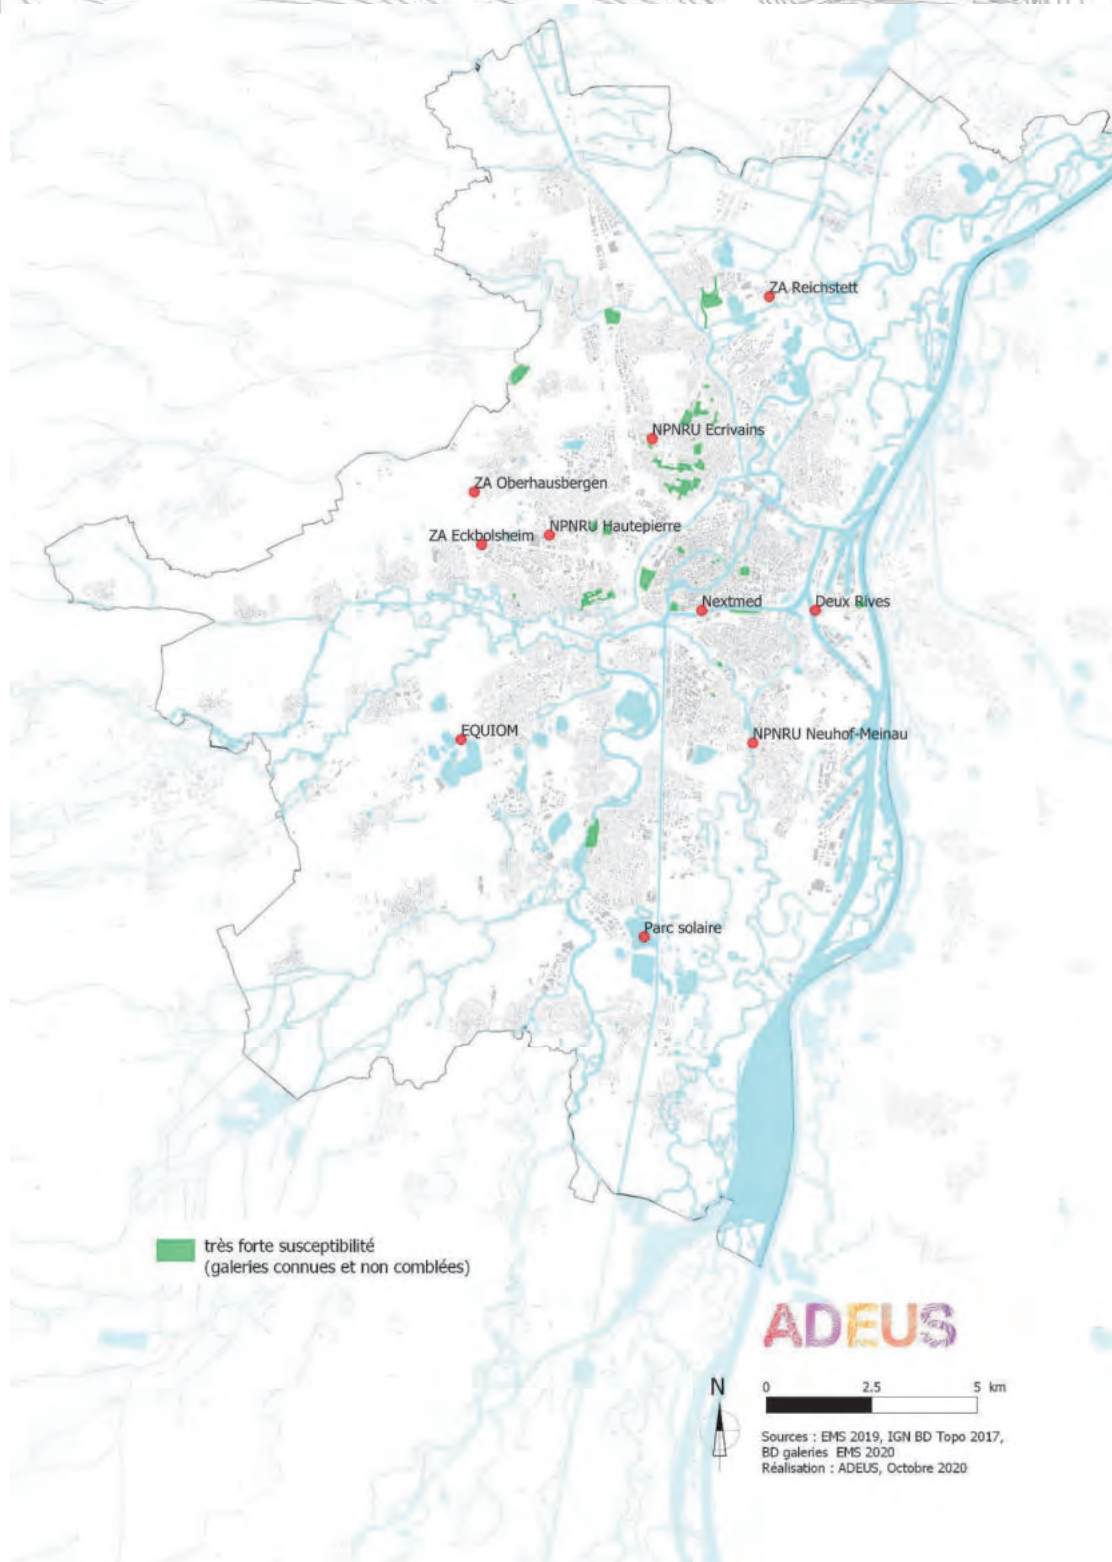 ZA Reichstett
NPNRU Ecrivains
ZA Oberhausbergen
NPNRU Hautepierre
ZA Eckbolsheim
Nextmed
Deux Rives
EQUIOM
NPNRU Neuhof-Meinau
Parc solaire
très forte susceptibilité
(galeries connues et non comblées)
ADEUS
N
0 2.5 5 km
Sources : EMS 2019, IGN BD Topo 2017,
BD galeries EMS 2020
Réalisation : ADEUS, Octobre 2020